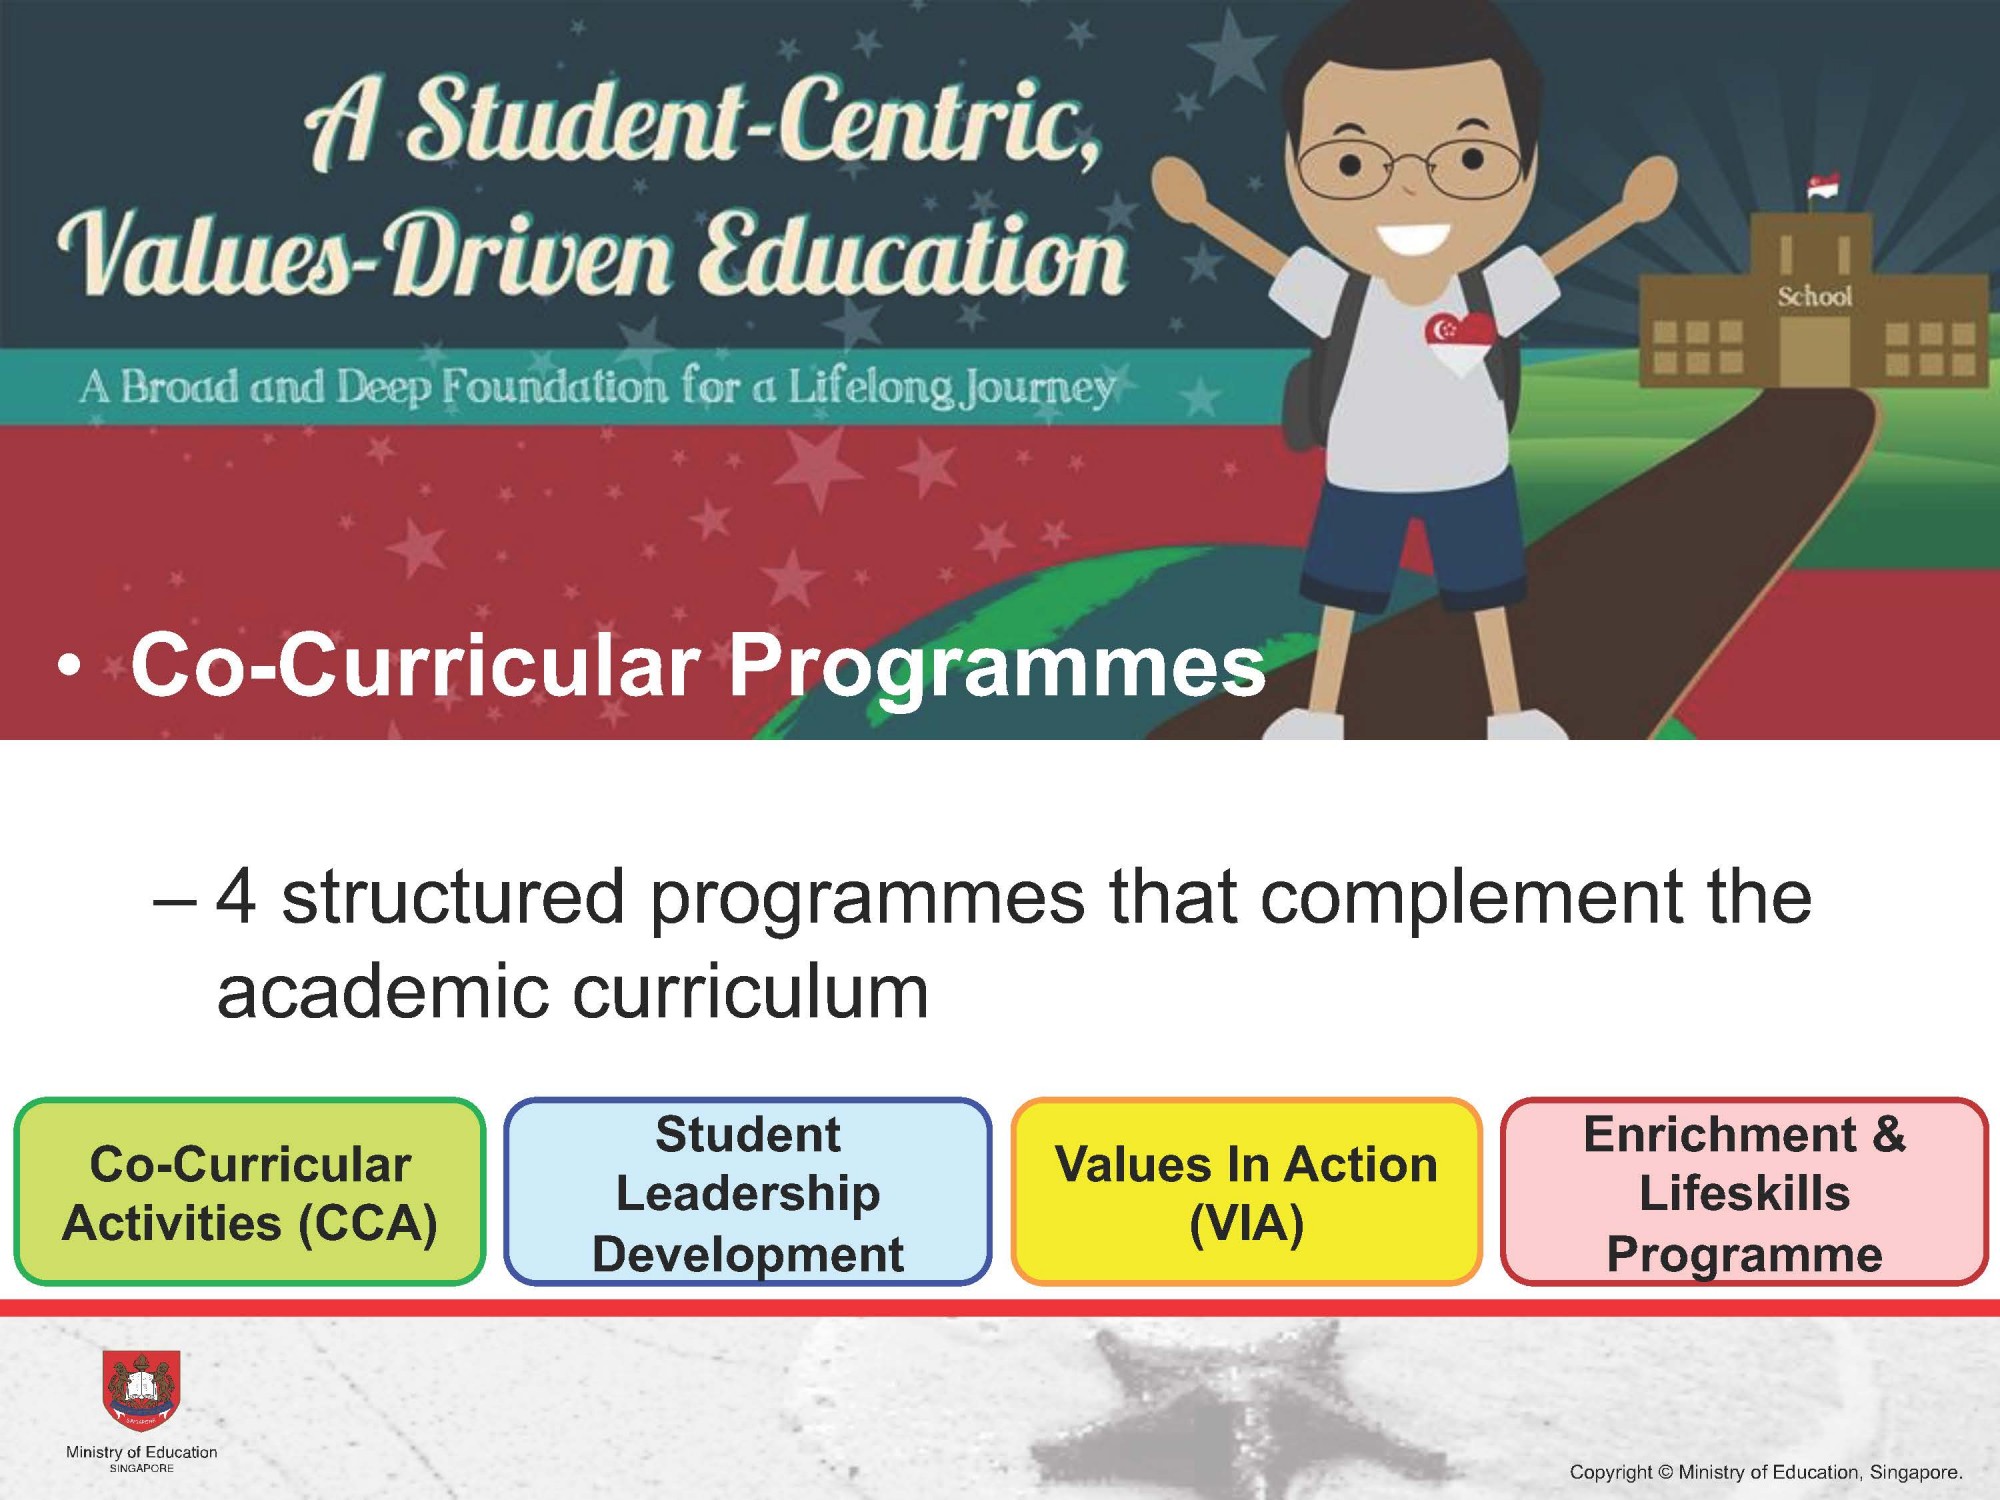 A Student-Centric,
Values-Driven Education
A Broad and Deep Foundation for a Lifelong Journey
School
• Co-Curricular Programmes
– 4 structured programmes that complement the
academic curriculum
Co-Curricular
Activities (CCA)
Student
Leadership
Development
Values In Action
(VIA)
Enrichment &
Lifeskills
Programme
Ministry of Education
SINGAPORE
Copyright © Ministry of Education, Singapore.